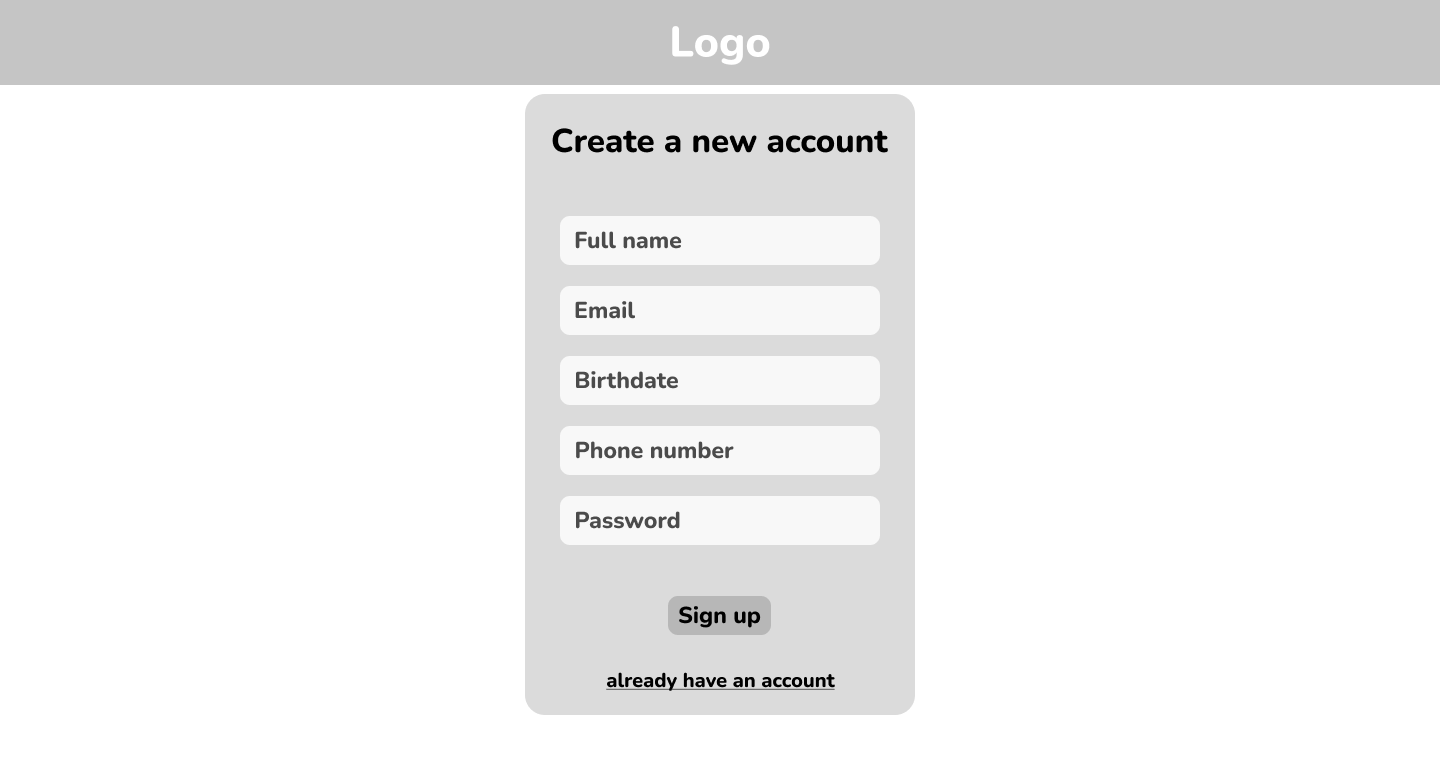 Logo
Create a new account
Full name
Email
Birthdate
Phone number
Password
Sign up
already have an account